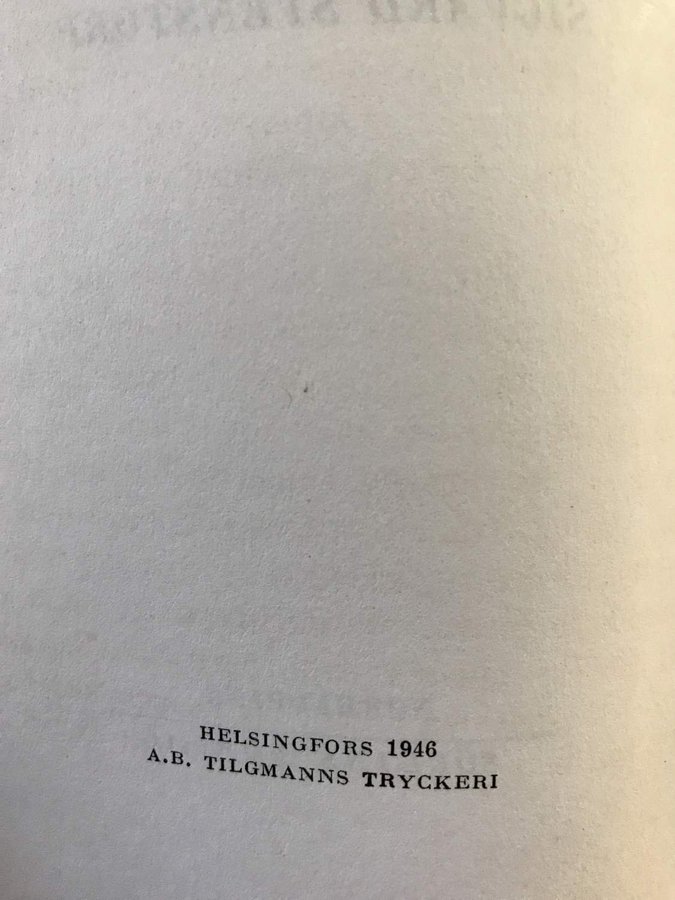 HELSINGFORS 1946
A.B. TILGMANNS TRYCKERI